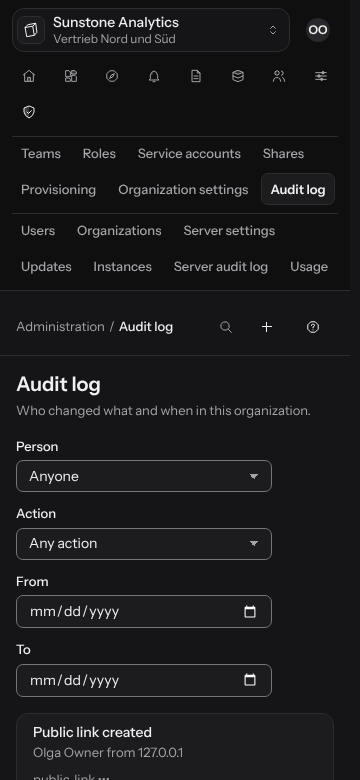 Sunstone Analytics
Vertrieb Nord und Süd
OO
Teams Roles Service accounts Shares
Provisioning Organization settings Audit log
Users Organizations Server settings
Updates Instances Server audit log Usage
Administration / Audit log
Audit log
Who changed what and when in this organization.
Person
Anyone
Action
Any action
From
mm/dd/yyyy
To
mm/dd/yyyy
Public link created
Olga Owner from 127.0.0.1
public_link